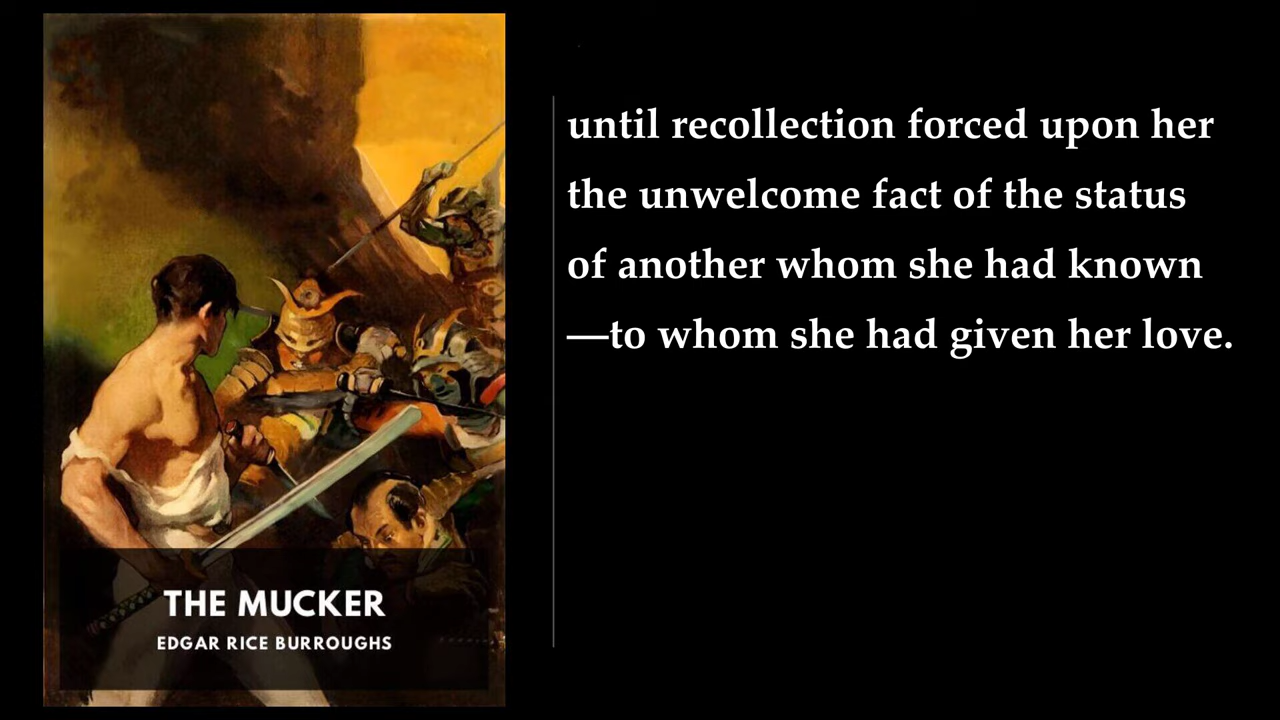 until recollection forced upon her
the unwelcome fact of the status
of another whom she had known
—to whom she had given her love.
THE MUCKER
EDGAR RICE BURROUGHS